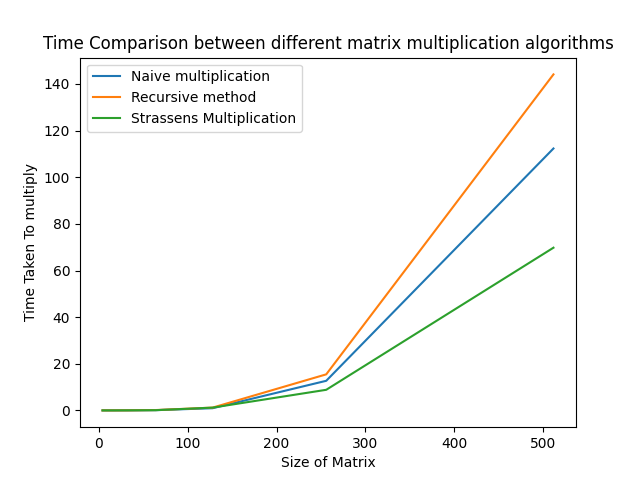 Time Comparison between different matrix multiplication algorithms
Naive multiplication
Recursive method
Strassens Multiplication
140
120
100
80
60
40
20
0
Time Taken To multiply
0 100 200 300 400 500
Size of Matrix